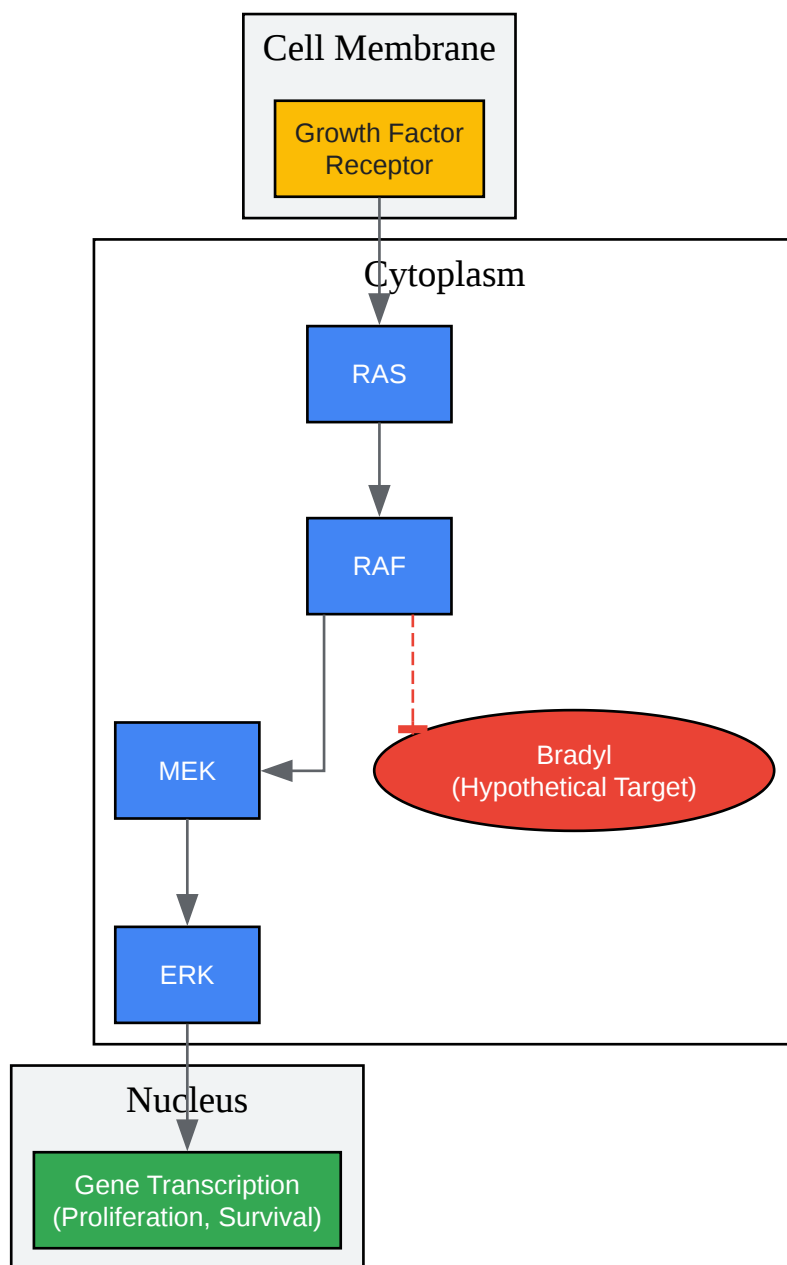 Cell Membrane
Growth Factor
Receptor
Cytoplasm
RAS
RAF
MEK
Bradyl
(Hypothetical Target)
ERK
Nucleus
Gene Transcription
(Proliferation, Survival)